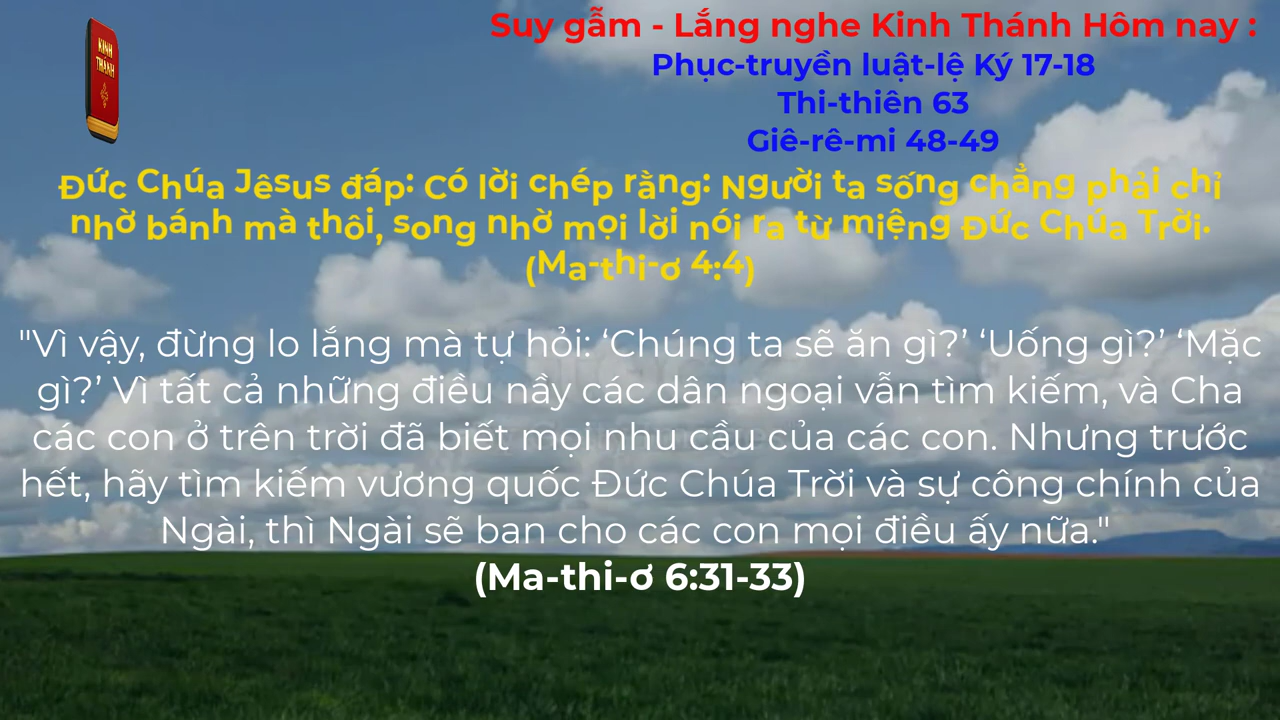 KINH
THÁNH
Suy gẫm - Lắng nghe Kinh Thánh Hôm nay :
Phục-truyền luật-lệ Ký 17-18
Thi-thiên 63
Giê-rê-mi 48-49
Đức Chúa Jêsus đáp: Có lời chép rằng: Người ta sống chẳng phải chỉ
nhờ bánh mà thôi, song nhờ mọi lời nói ra từ miệng Đức Chúa Trời.
(Ma-thi-ơ 4:4)
"Vì vậy, đừng lo lắng mà tự hỏi: ‘Chúng ta sẽ ăn gì?’ ‘Uống gì?’ ‘Mặc
gì?’ Vì tất cả những điều nầy các dân ngoại vẫn tìm kiếm, và Cha
các con ở trên trời đã biết mọi nhu cầu của các con. Nhưng trước
hết, hãy tìm kiếm vương quốc Đức Chúa Trời và sự công chính của
Ngài, thì Ngài sẽ ban cho các con mọi điều ấy nữa."
(Ma-thi-ơ 6:31-33)